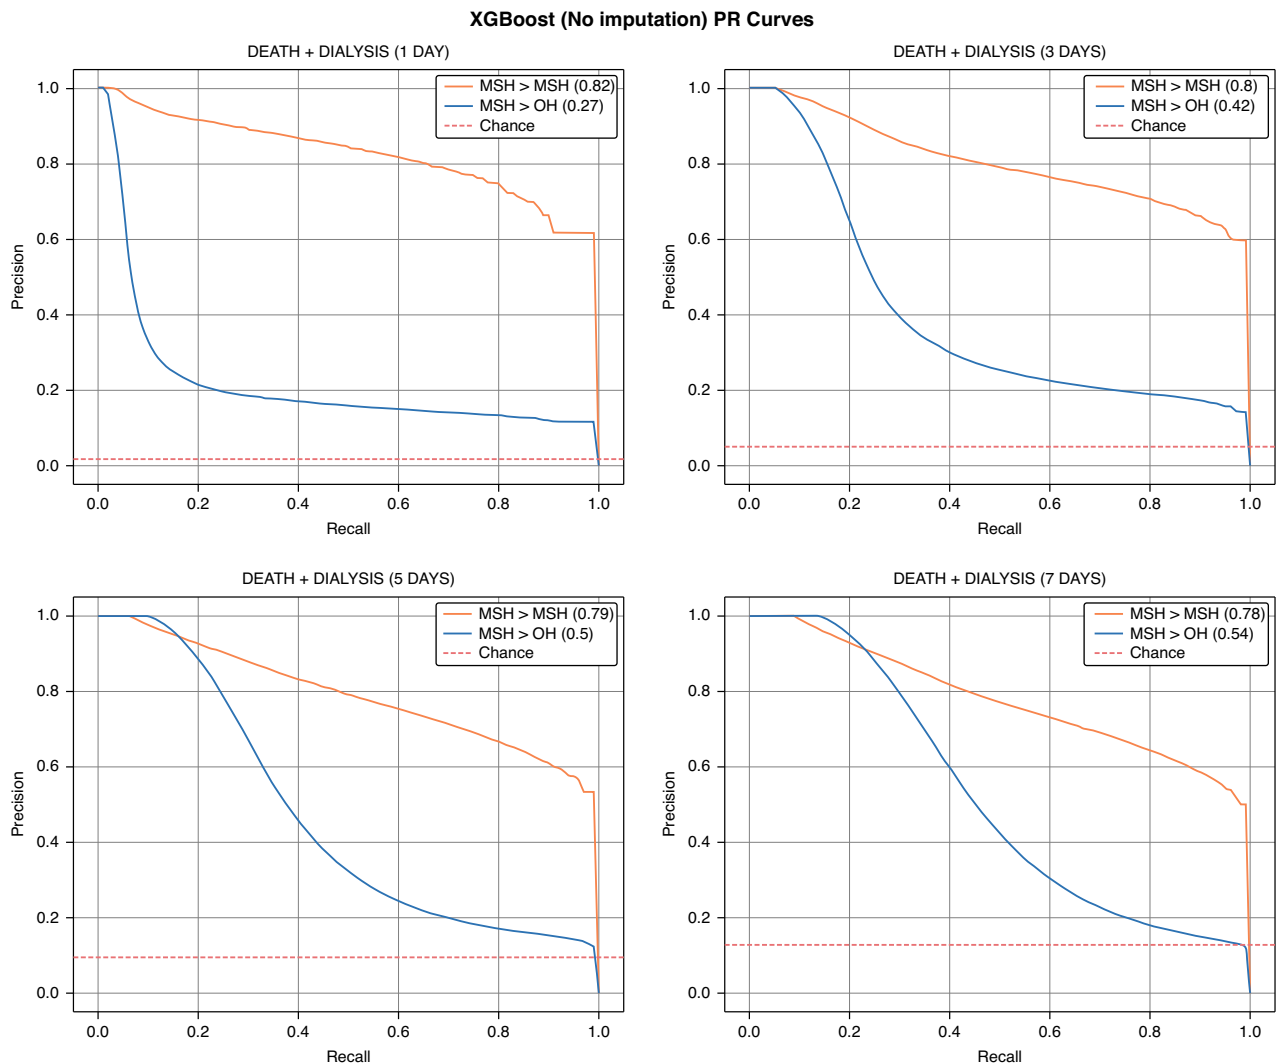 XGBoost (No imputation) PR Curves
DEATH + DIALYSIS (1 DAY)
MSH > MSH (0.82)
MSH > OH (0.27)
Chance
1.0
0.8
0.6
0.4
0.2
0.0
Precision
0.0 0.2 0.4 0.6 0.8 1.0
Recall
DEATH + DIALYSIS (3 DAYS)
MSH > MSH (0.8)
MSH > OH (0.42)
Chance
1.0
0.8
0.6
0.4
0.2
0.0
Precision
0.0 0.2 0.4 0.6 0.8 1.0
Recall
DEATH + DIALYSIS (5 DAYS)
MSH > MSH (0.79)
MSH > OH (0.5)
Chance
1.0
0.8
0.6
0.4
0.2
0.0
Precision
0.0 0.2 0.4 0.6 0.8 1.0
Recall
DEATH + DIALYSIS (7 DAYS)
MSH > MSH (0.78)
MSH > OH (0.54)
Chance
1.0
0.8
0.6
0.4
0.2
0.0
Precision
0.0 0.2 0.4 0.6 0.8 1.0
Recall